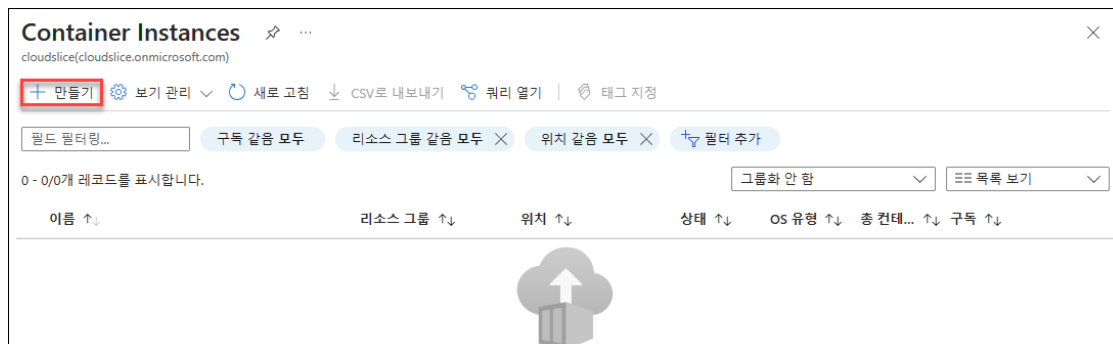 Container Instances
cloudslice(cloudslice.onmicrosoft.com)
만들기 보기 관리 새로 고침 CSV로 내보내기 쿼리 열기 태그 지정
필드 필터링... 구독 같음 모두 리소스 그룹 같음 모두 위치 같음 모두 필터 추가
0 - 0/0개 레코드를 표시합니다. 그룹화 안 함 목록 보기
이름 리소스 그룹 위치 상태 OS 유형 총 컨테... 구독